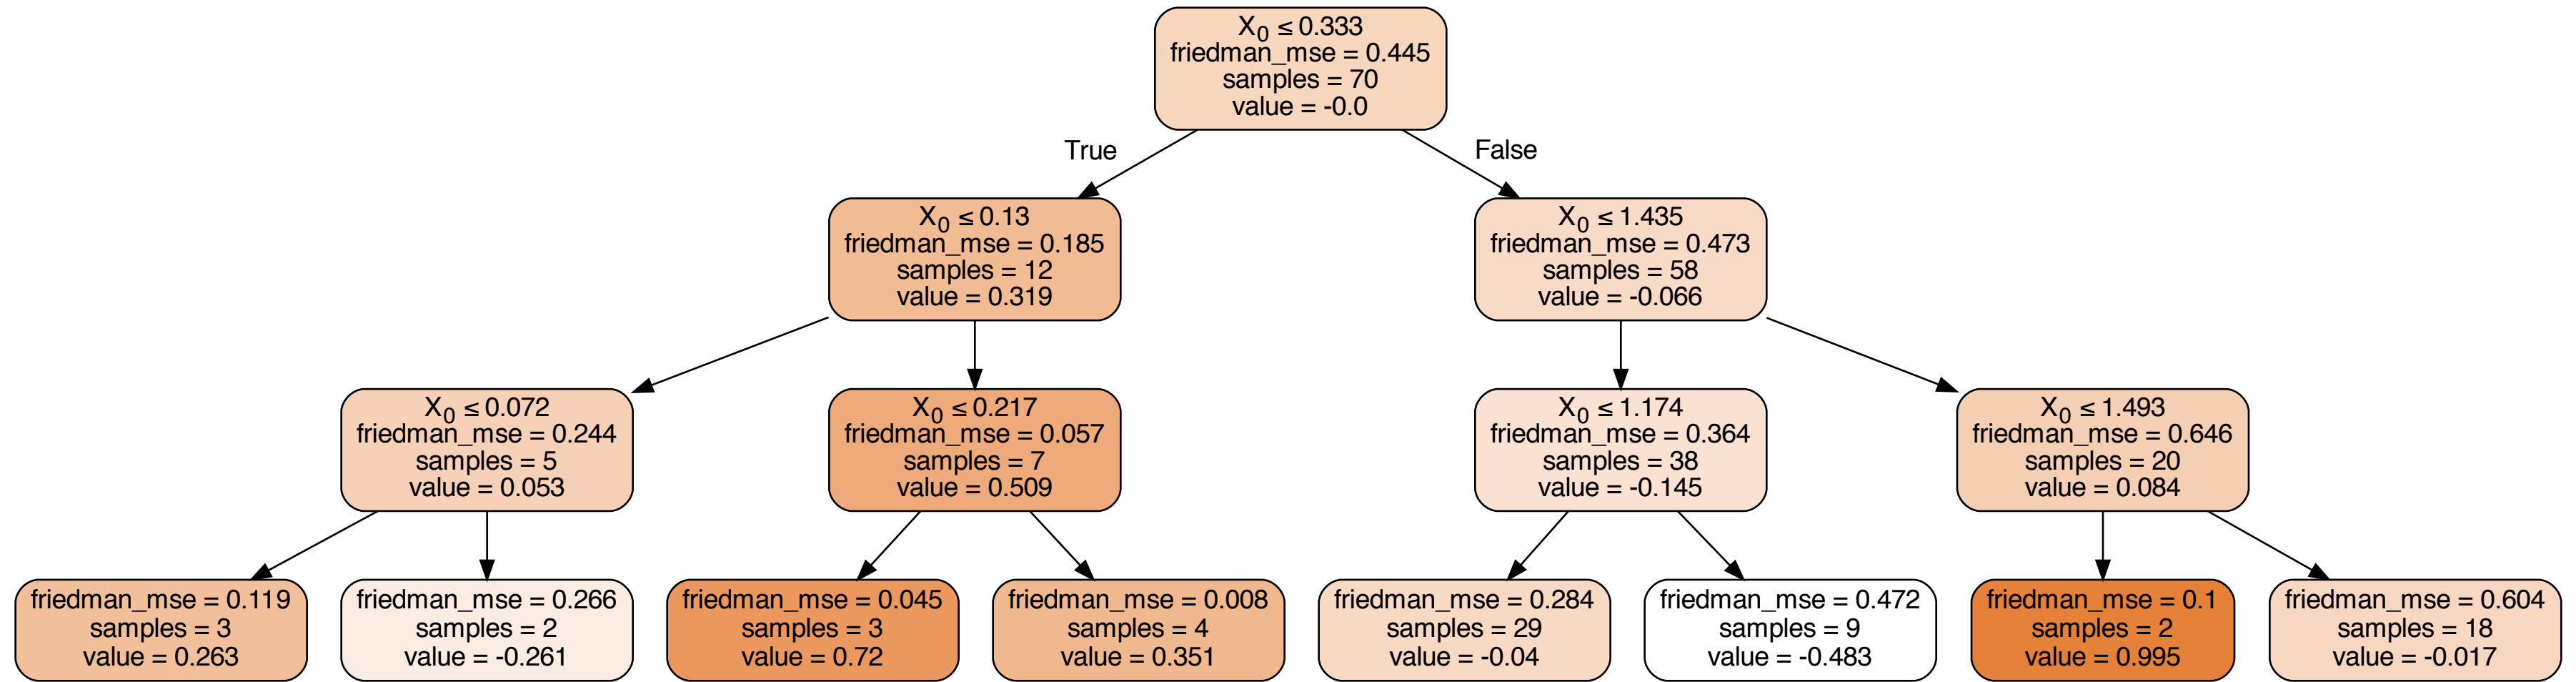 X0 ≤ 0.333
friedman_mse = 0.445
samples = 70
value = -0.0
True
False
X0 ≤ 0.13
friedman_mse = 0.185
samples = 12
value = 0.319
X0 ≤ 1.435
friedman_mse = 0.473
samples = 58
value = -0.066
X0 ≤ 0.072
friedman_mse = 0.244
samples = 5
value = 0.053
X0 ≤ 0.217
friedman_mse = 0.057
samples = 7
value = 0.509
X0 ≤ 1.174
friedman_mse = 0.364
samples = 38
value = -0.145
X0 ≤ 1.493
friedman_mse = 0.646
samples = 20
value = 0.084
friedman_mse = 0.119
samples = 3
value = 0.263
friedman_mse = 0.266
samples = 2
value = -0.261
friedman_mse = 0.045
samples = 3
value = 0.72
friedman_mse = 0.008
samples = 4
value = 0.351
friedman_mse = 0.284
samples = 29
value = -0.04
friedman_mse = 0.472
samples = 9
value = -0.483
friedman_mse = 0.1
samples = 2
value = 0.995
friedman_mse = 0.604
samples = 18
value = -0.017